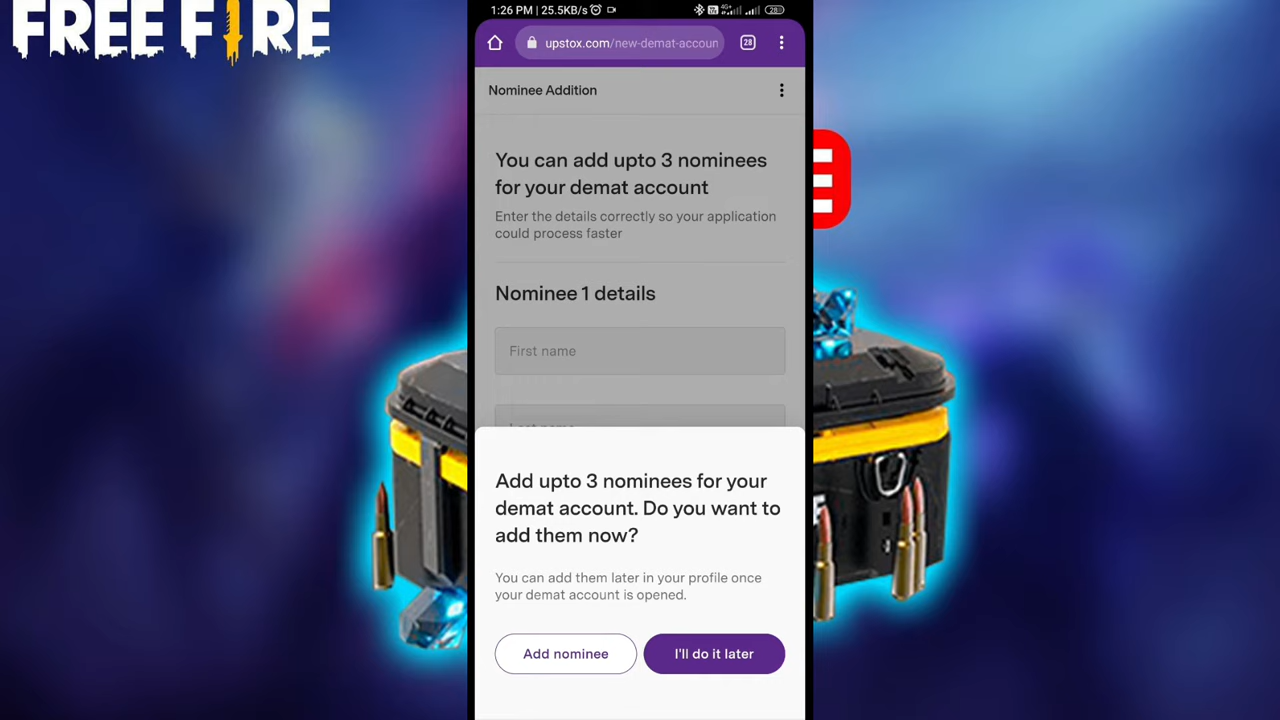 FREE FIRE
1:26 PM | 25.5KB/s
28
upstox.com/new-demat-accoun
28
Nominee Addition
You can add upto 3 nominees
for your demat account
Enter the details correctly so your application
could process faster
Nominee 1 details
First name
Last name
Add upto 3 nominees for your
demat account. Do you want to
add them now?
You can add them later in your profile once
your demat account is opened.
Add nominee
I'll do it later